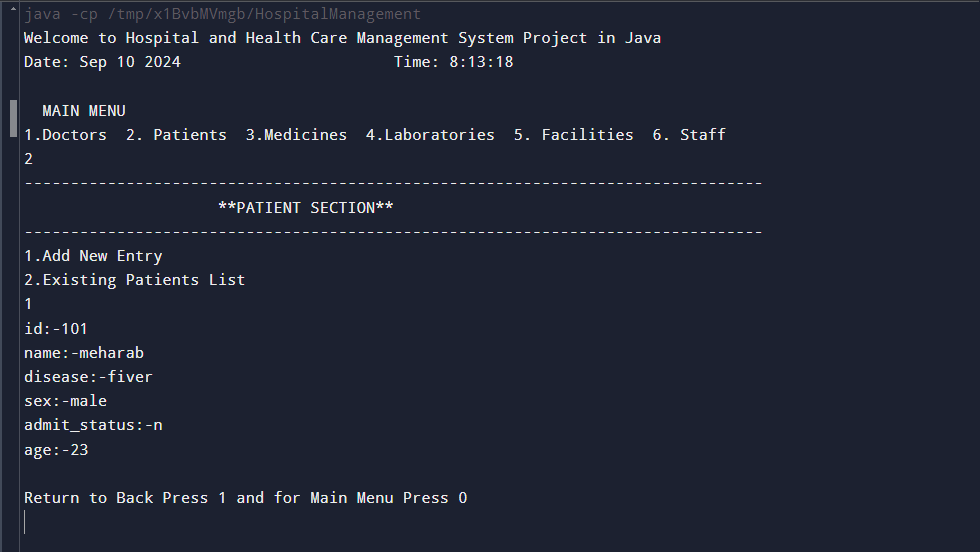 java -cp /tmp/x1BvbMVmgb/HospitalManagement
Welcome to Hospital and Health Care Management System Project in Java
Date: Sep 10 2024                       Time: 8:13:18
MAIN MENU
1.Doctors  2. Patients  3.Medicines  4.Laboratories  5. Facilities  6. Staff
2
--------------------------------------------------------------------------------
**PATIENT SECTION**
--------------------------------------------------------------------------------
1.Add New Entry
2.Existing Patients List
1
id:-101
name:-meharab
disease:-fiver
sex:-male
admit_status:-n
age:-23
Return to Back Press 1 and for Main Menu Press 0